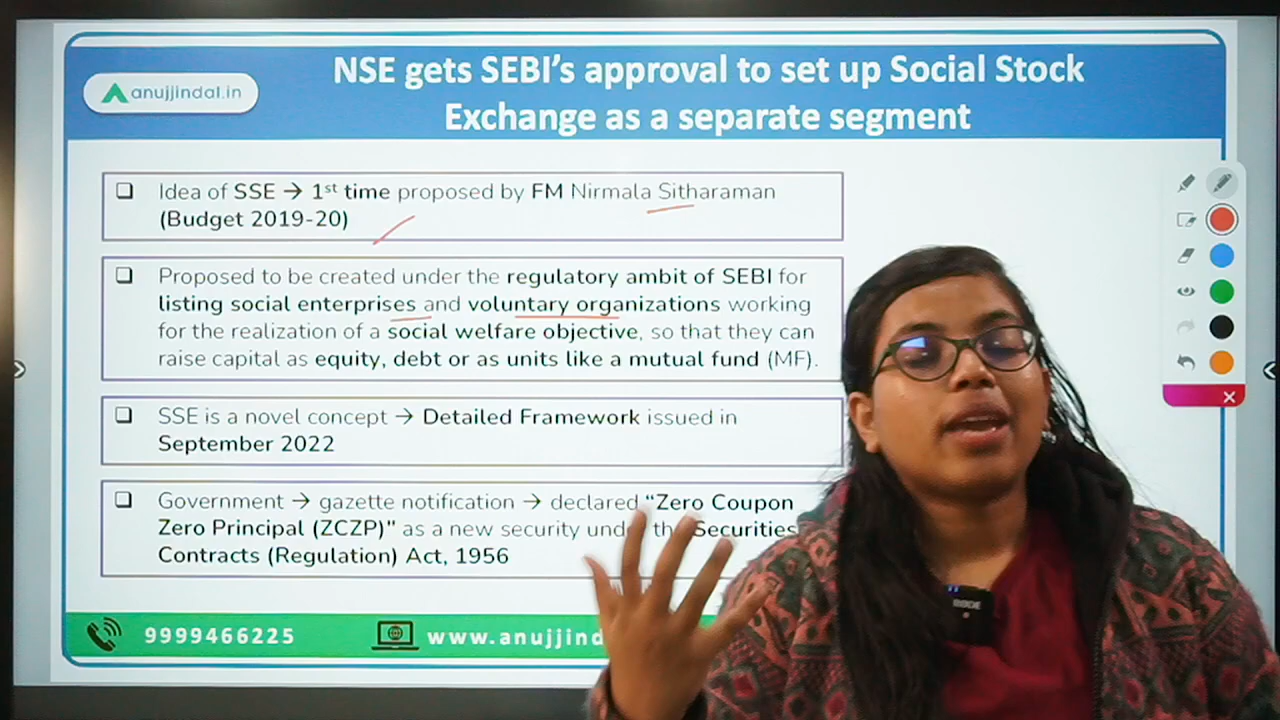 anujjindal.in
NSE gets SEBI’s approval to set up Social Stock
Exchange as a separate segment
❑ Idea of SSE → 1st time proposed by FM Nirmala Sitharaman
(Budget 2019-20)
❑ Proposed to be created under the regulatory ambit of SEBI for
listing social enterprises and voluntary organizations working
for the realization of a social welfare objective, so that they can
raise capital as equity, debt or as units like a mutual fund (MF).
❑ SSE is a novel concept → Detailed Framework issued in
September 2022
❑ Government → gazette notification → declared “Zero Coupon
Zero Principal (ZCZP)" as a new security under the Securities
Contracts (Regulation) Act, 1956
9999466225
www.anujjind
RODE